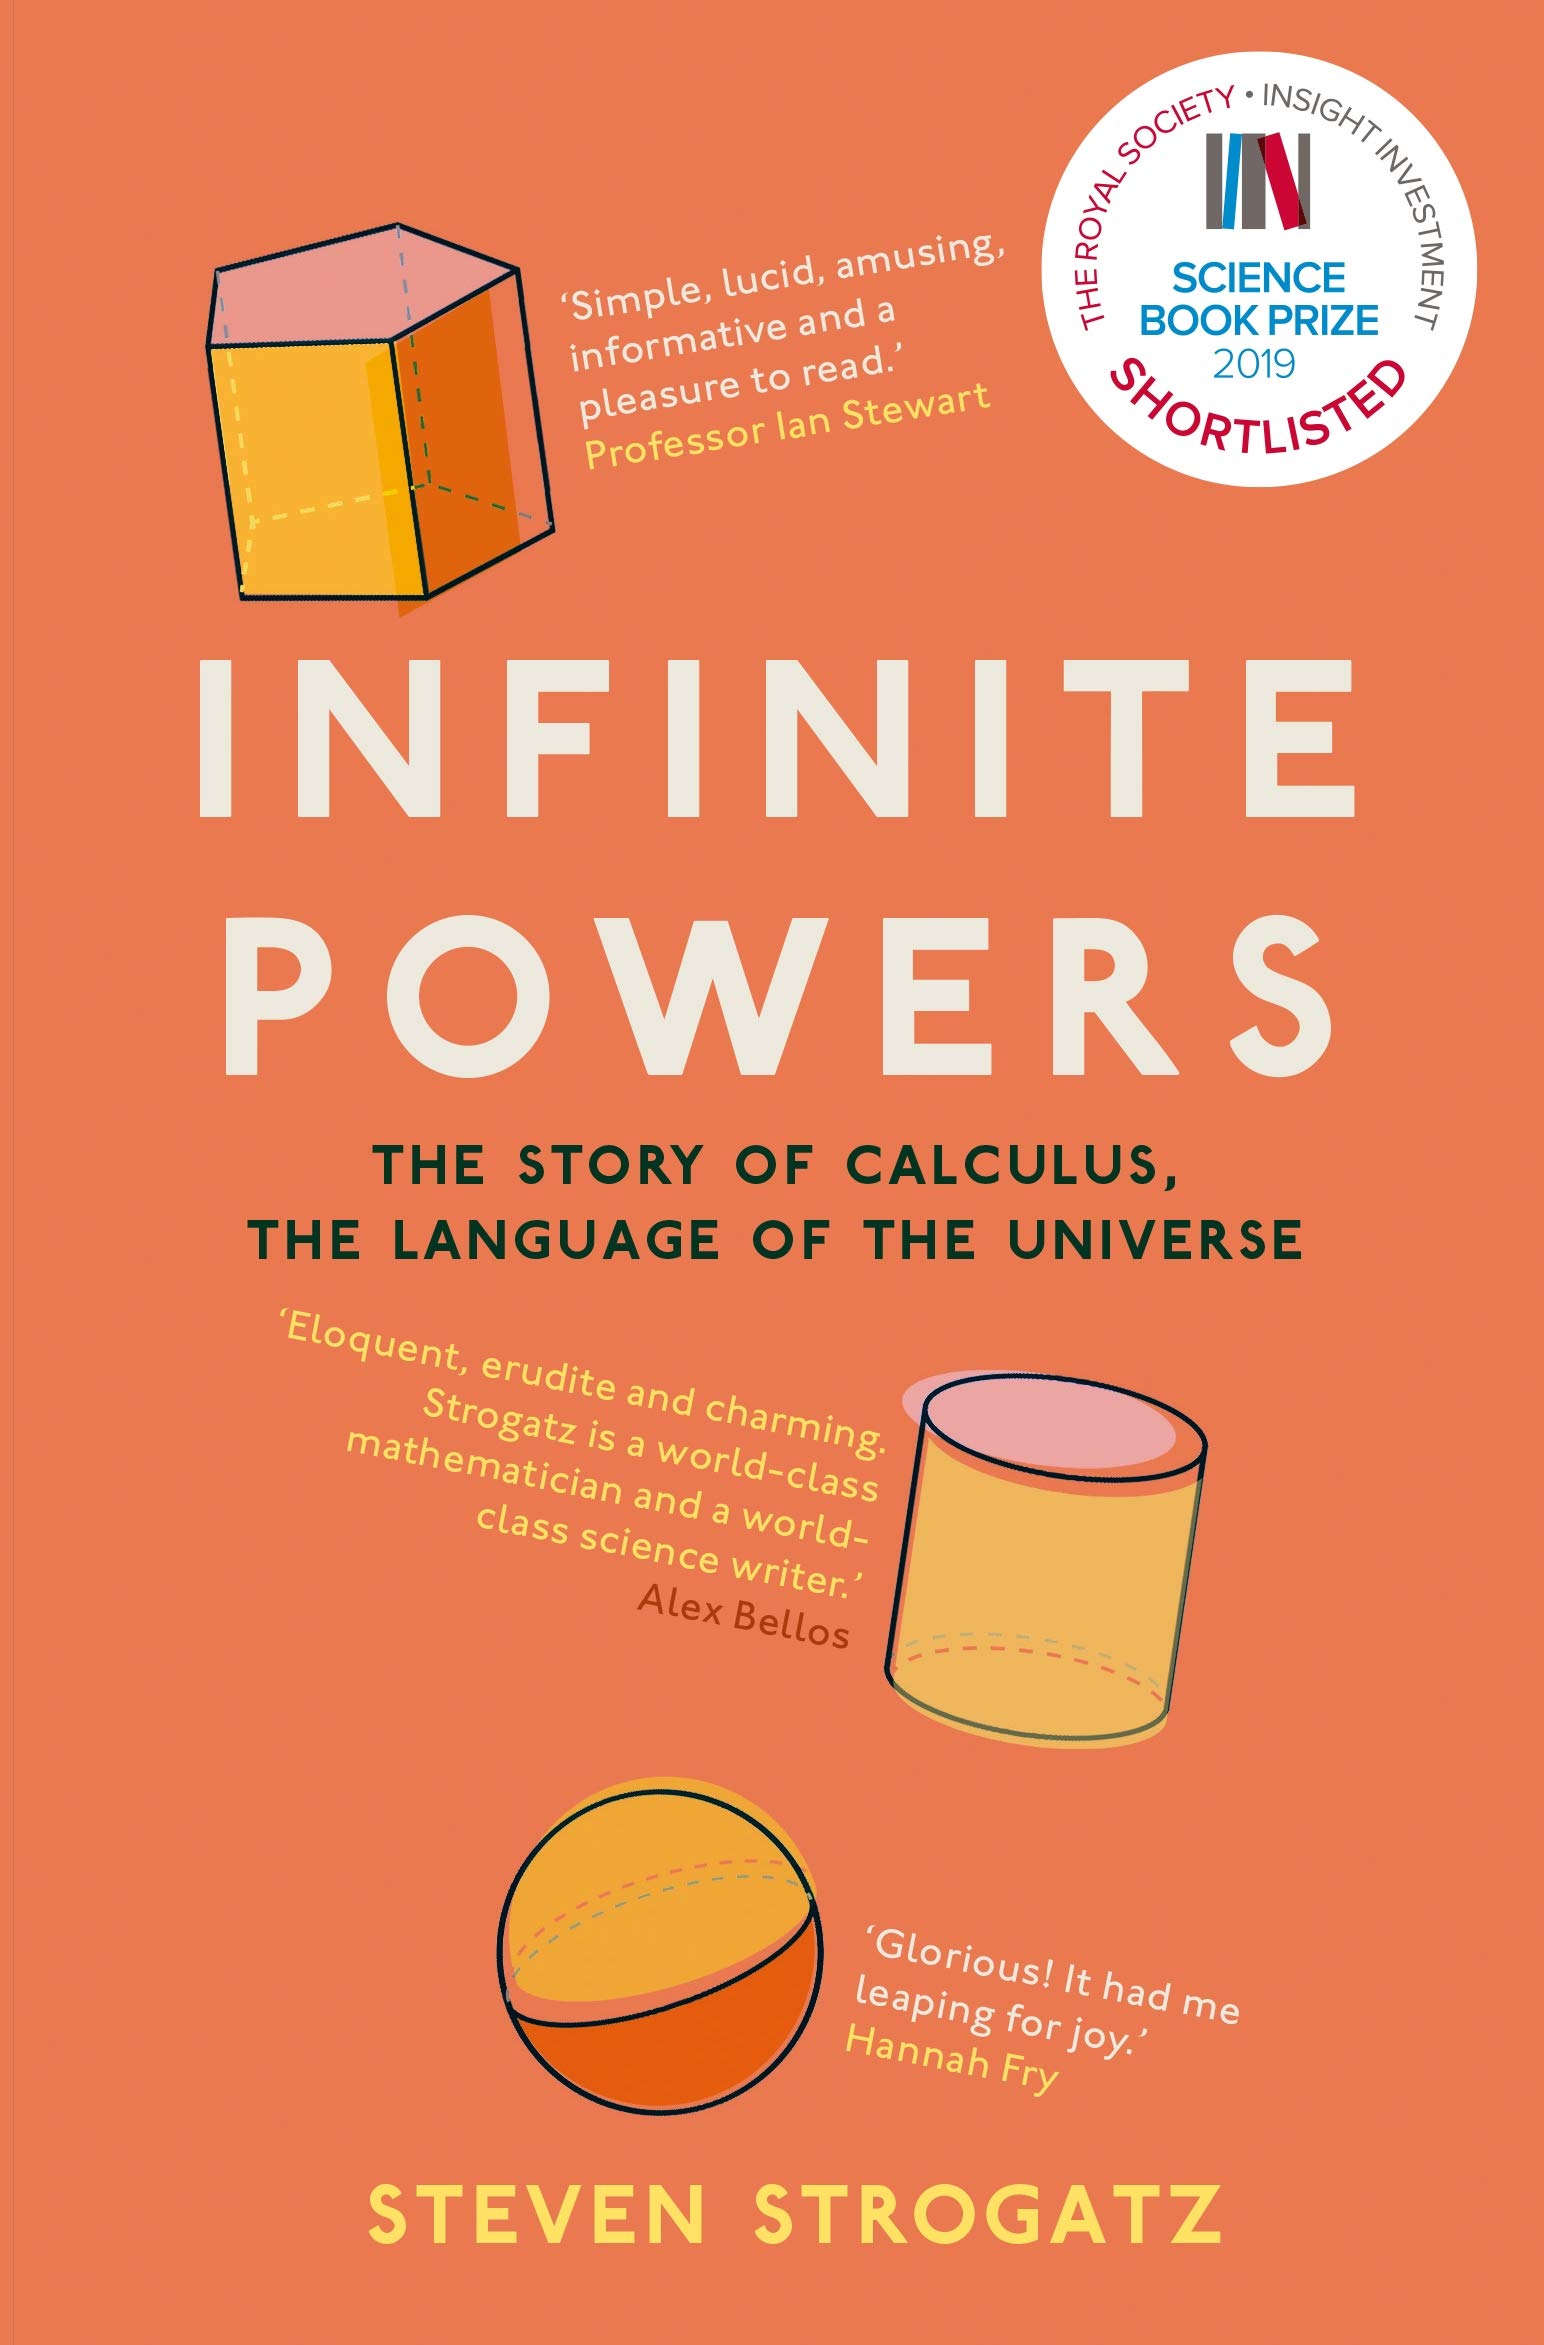 THE ROYAL SOCIETY • INSIGHT INVESTMENT
SCIENCE
BOOK PRIZE
2019
SHORTLISTED
‘Simple, lucid, amusing,
informative and a
pleasure to read.’
Professor Ian Stewart
INFINITE
POWERS
THE STORY OF CALCULUS,
THE LANGUAGE OF THE UNIVERSE
‘Eloquent, erudite and charming.
Strogatz is a world-class
mathematician and a world-
class science writer.’
Alex Bellos
‘Glorious! It had me
leaping for joy.’
Hannah Fry
STEVEN STROGATZ